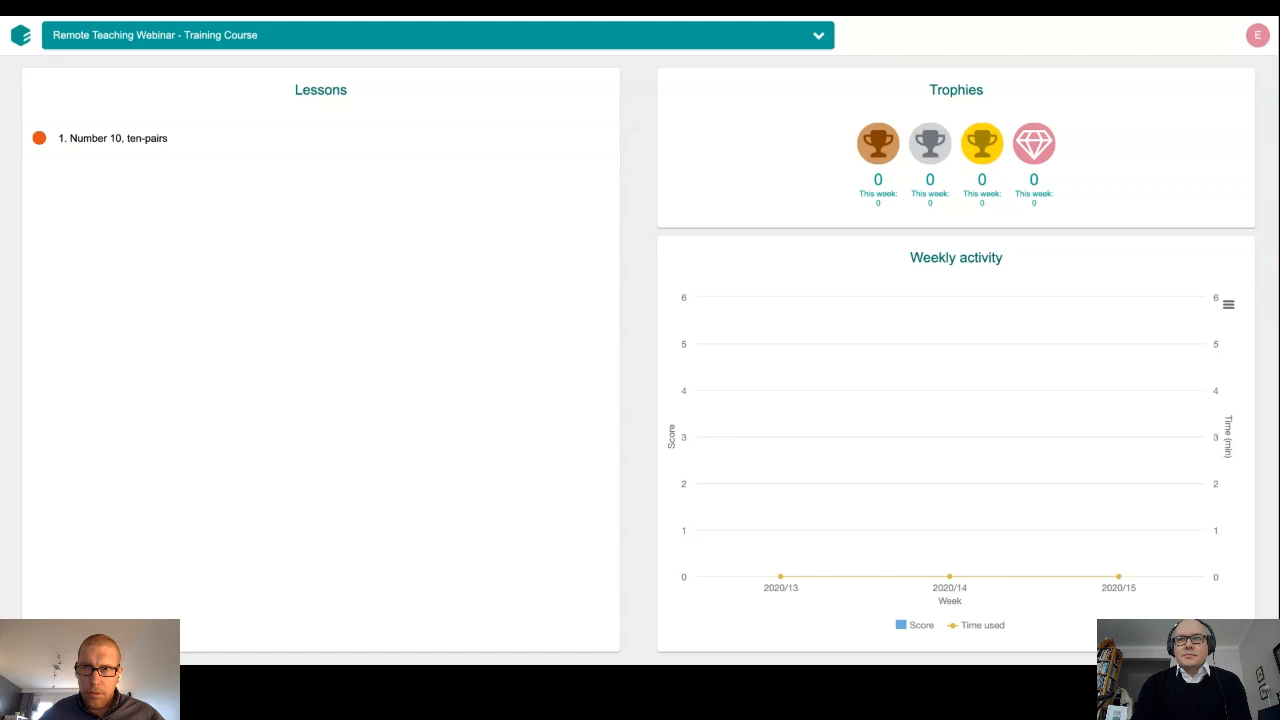 Remote Teaching Webinar - Training Course
E
Lessons
1. Number 10, ten-pairs
Trophies
0 0 0 0
This week: This week: This week: This week:
0 0 0 0
Weekly activity
6 6
5 5
4 4
3 3
2 2
1 1
0 0
Score
Time (min)
2020/13 2020/14 2020/15
Week
Score Time used